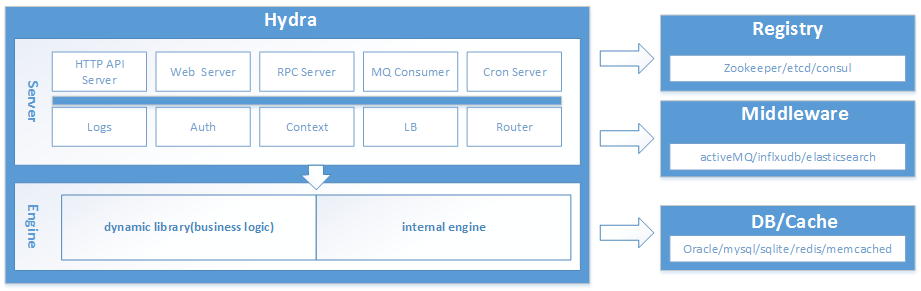 Hydra
Server
HTTP API
Server
Web Server
RPC Server
MQ Consumer
Cron Server
Logs
Auth
Context
LB
Router
Engine
dynamic library(business logic)
internal engine
Registry
Zookeeper/etcd/consul
Middleware
activeMQ/inflxudb/elasticsearch
DB/Cache
Oracle/mysql/sqlite/redis/memcached